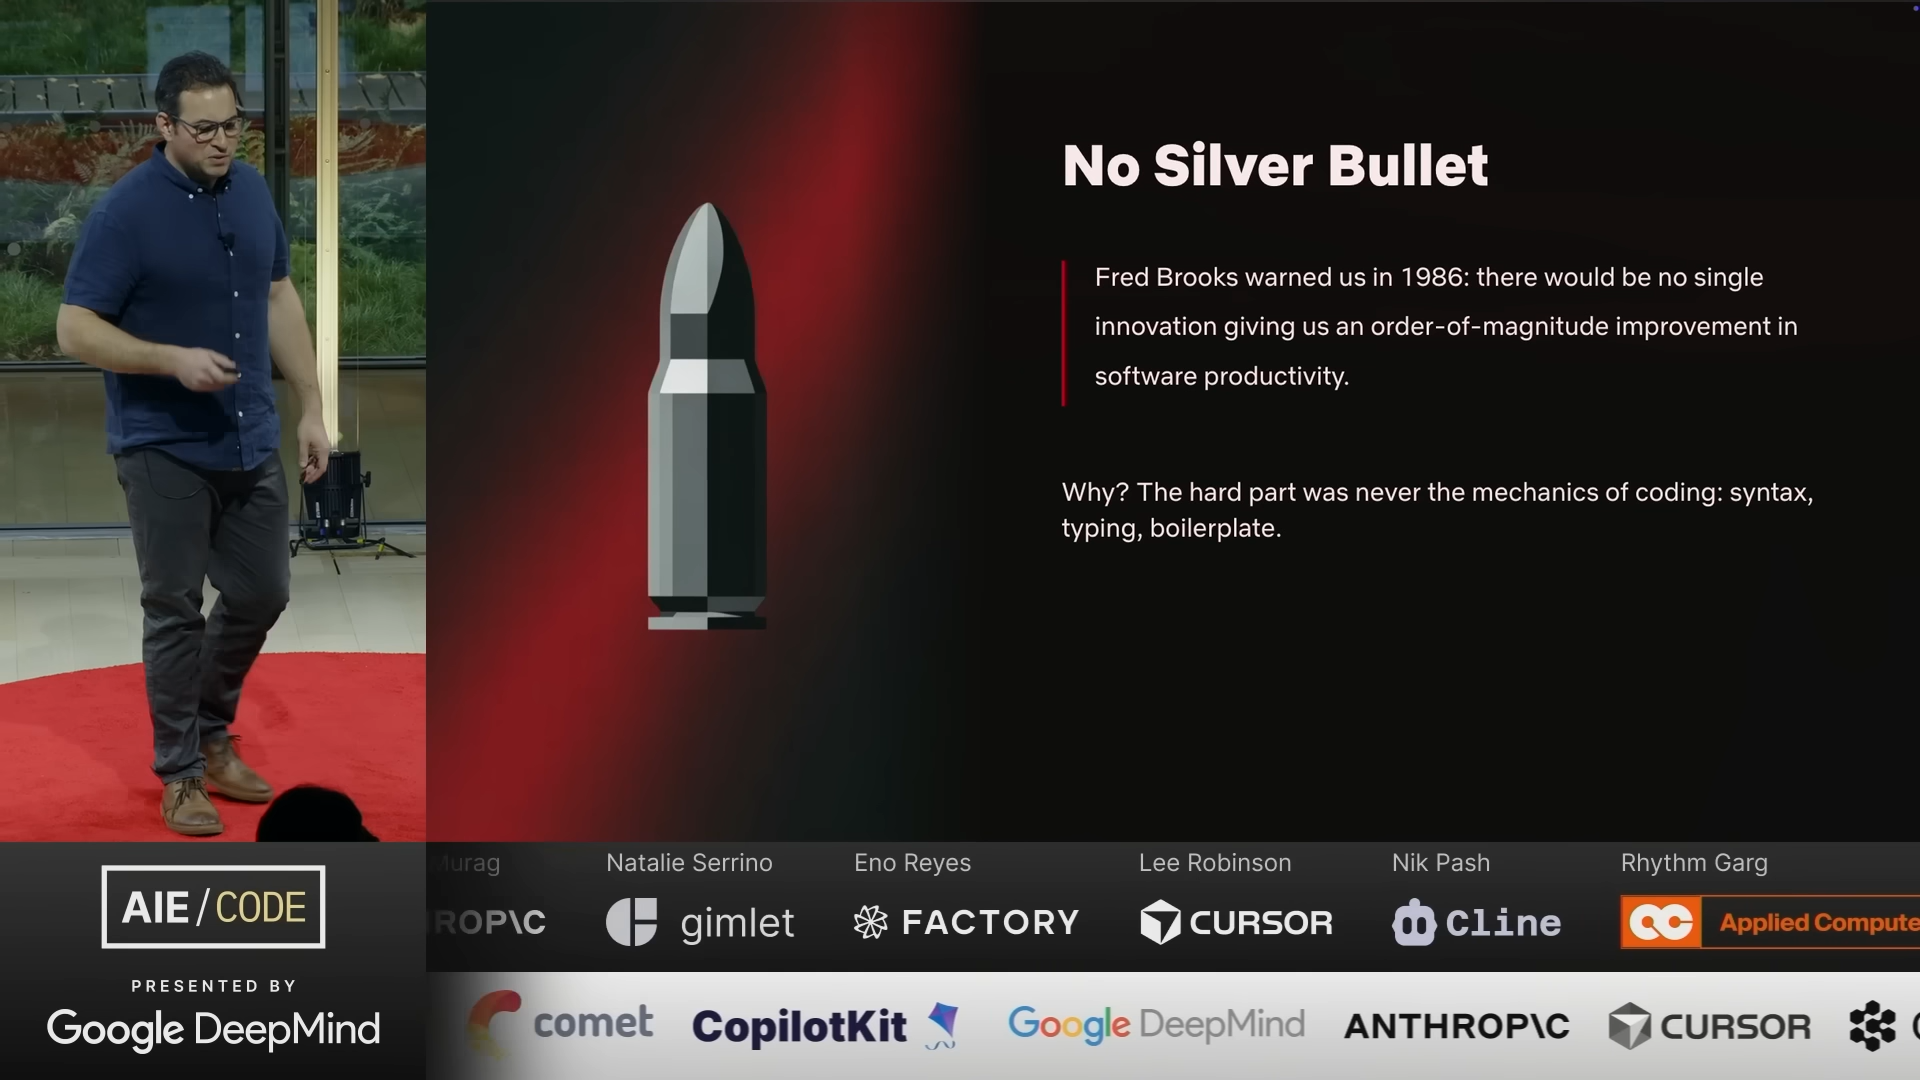 No Silver Bullet
Fred Brooks warned us in 1986: there would be no single
innovation giving us an order-of-magnitude improvement in
software productivity.
Why? The hard part was never the mechanics of coding: syntax,
typing, boilerplate.
Murag
Natalie Serrino
Eno Reyes
Lee Robinson
Nik Pash
Rhythm Garg
ROP\C
gimlet
FACTORY
CURSOR
Cline
Applied Compute
AIE/CODE
PRESENTED BY
Google DeepMind
comet
CopilotKit
Google DeepMind
ANTHROP\C
CURSOR